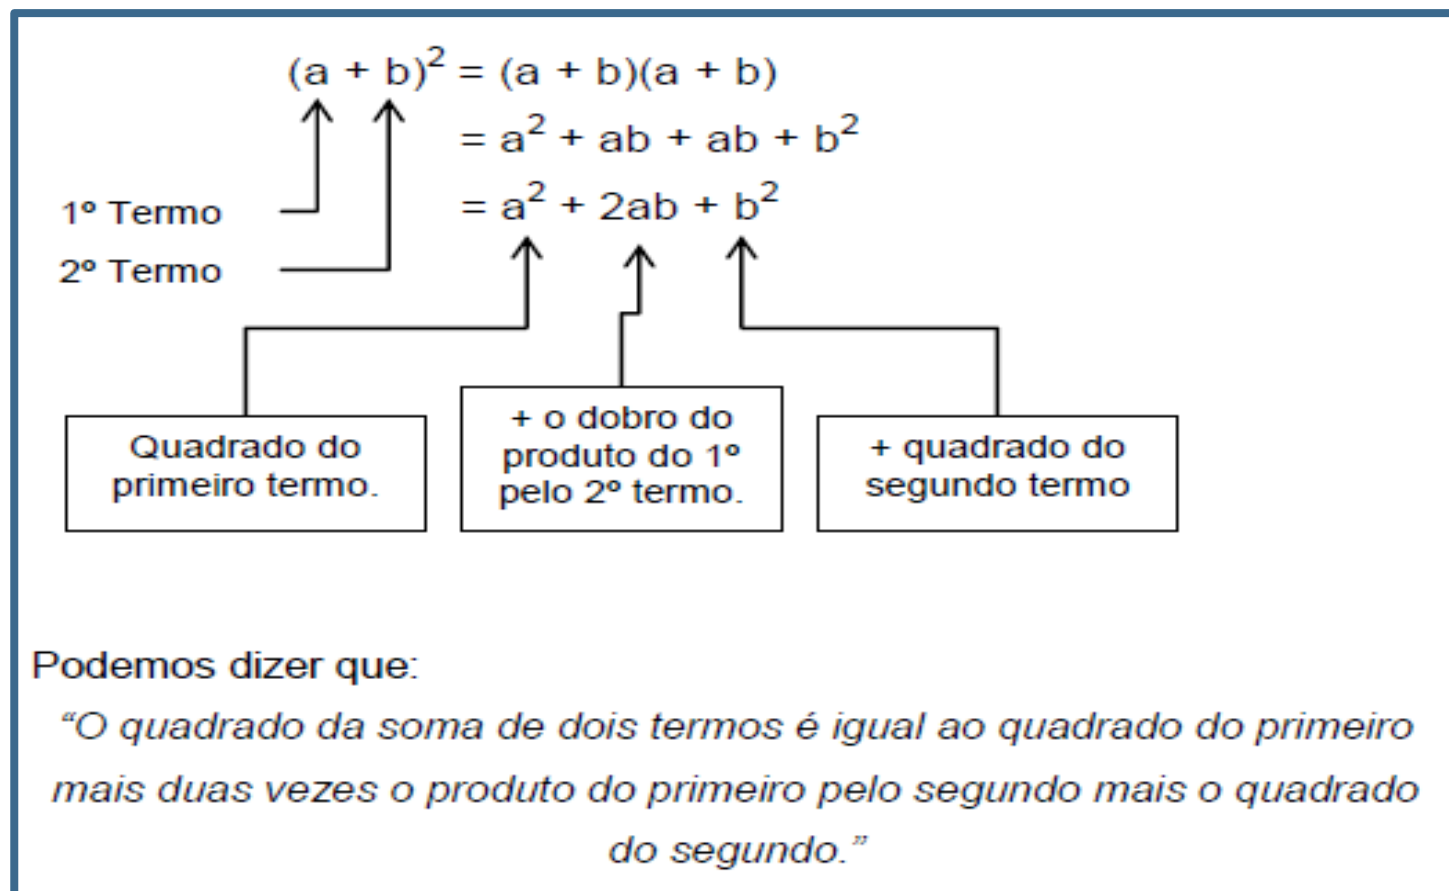 (a + b)² = (a + b)(a + b)
= a² + ab + ab + b²
1º Termo
= a² + 2ab + b²
2º Termo
Quadrado do
primeiro termo.
+ o dobro do
produto do 1º
pelo 2º termo.
+ quadrado do
segundo termo
Podemos dizer que:
“O quadrado da soma de dois termos é igual ao quadrado do primeiro
mais duas vezes o produto do primeiro pelo segundo mais o quadrado
do segundo.”